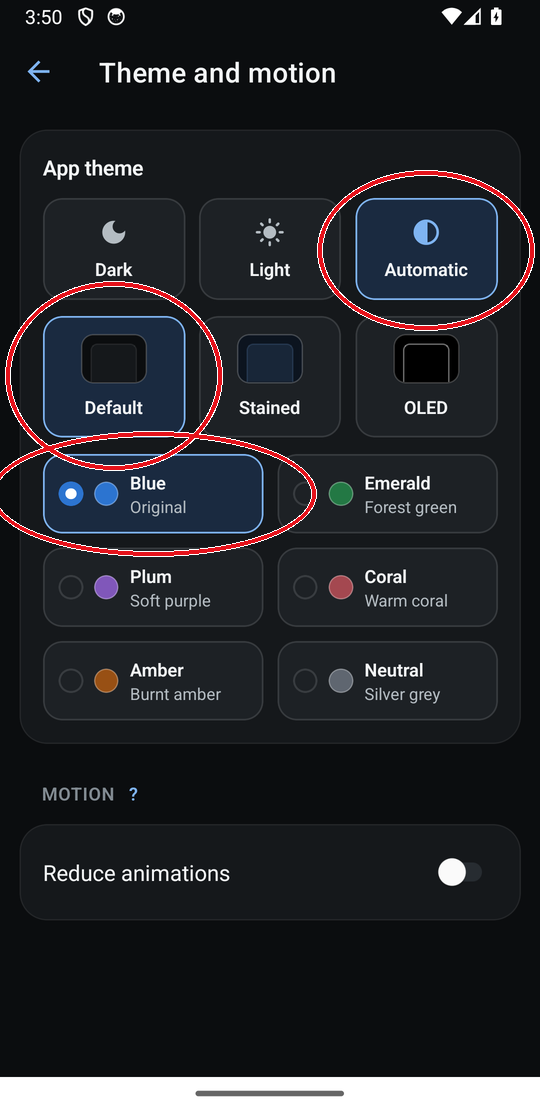 3:50
Theme and motion
App theme
Dark
Light
Automatic
Default
Stained
OLED
Blue
Original
Emerald
Forest green
Plum
Soft purple
Coral
Warm coral
Amber
Burnt amber
Neutral
Silver grey
MOTION ?
Reduce animations